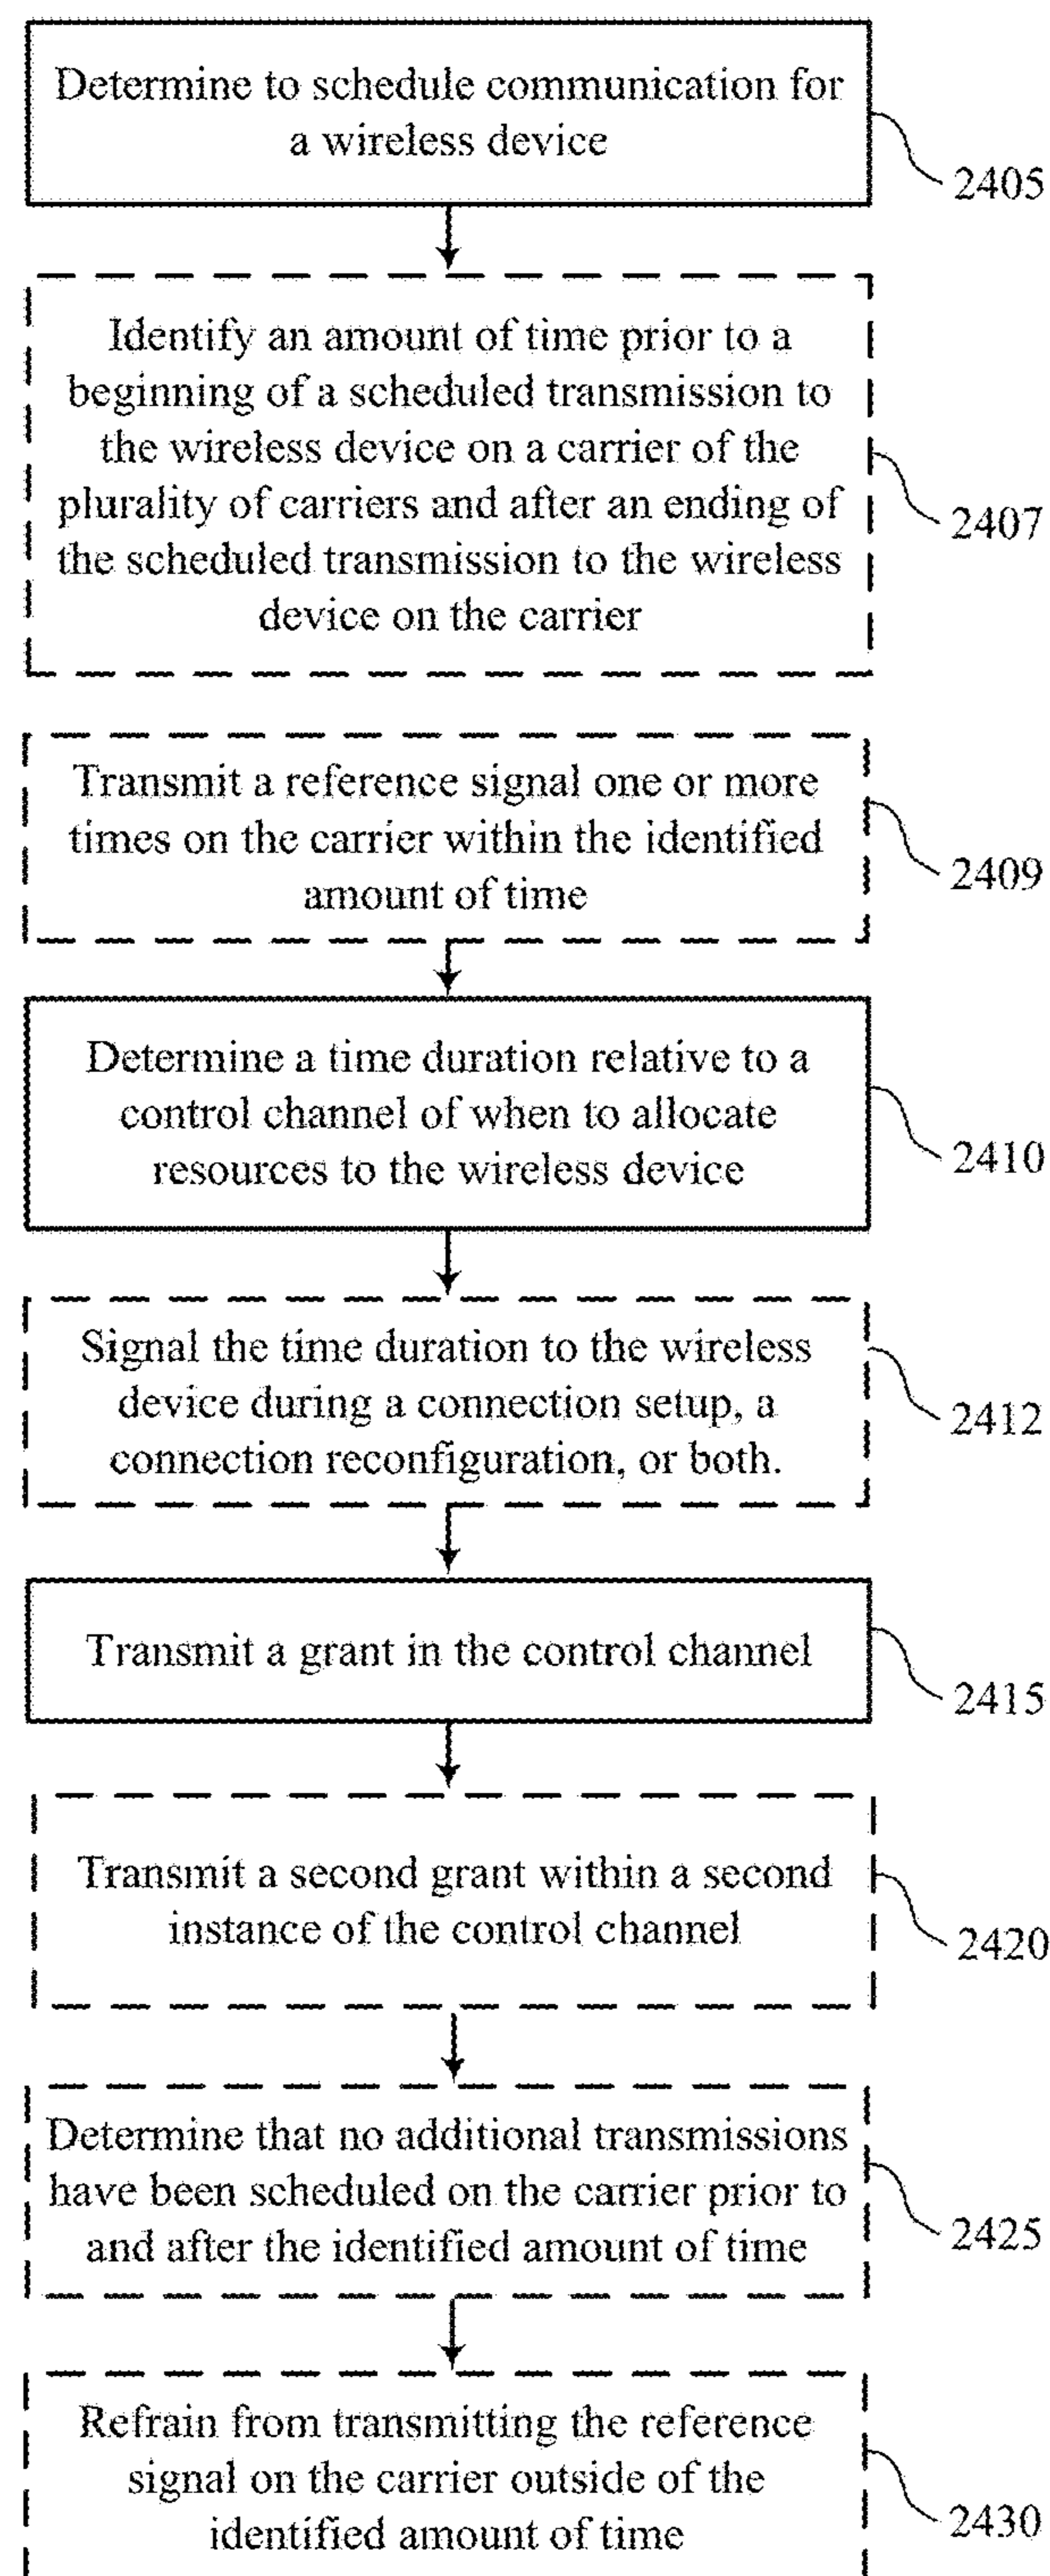 Determine to schedule communication for
a wireless device
2405
Identify an amount of time prior to a
beginning of a scheduled transmission to
the wireless device on a carrier of the
plurality of carriers and after an ending of
the scheduled transmission to the wireless
device on the carrier
2407
Transmit a reference signal one or more
times on the carrier within the identified
amount of time
2409
Determine a time duration relative to a
control channel of when to allocate
resources to the wireless device
2410
Signal the time duration to the wireless
device during a connection setup, a
connection reconfiguration, or both.
2412
Transmit a grant in the control channel
2415
Transmit a second grant within a second
instance of the control channel
2420
Determine that no additional transmissions
have been scheduled on the carrier prior to
and after the identified amount of time
2425
Refrain from transmitting the reference
signal on the carrier outside of the
identified amount of time
2430